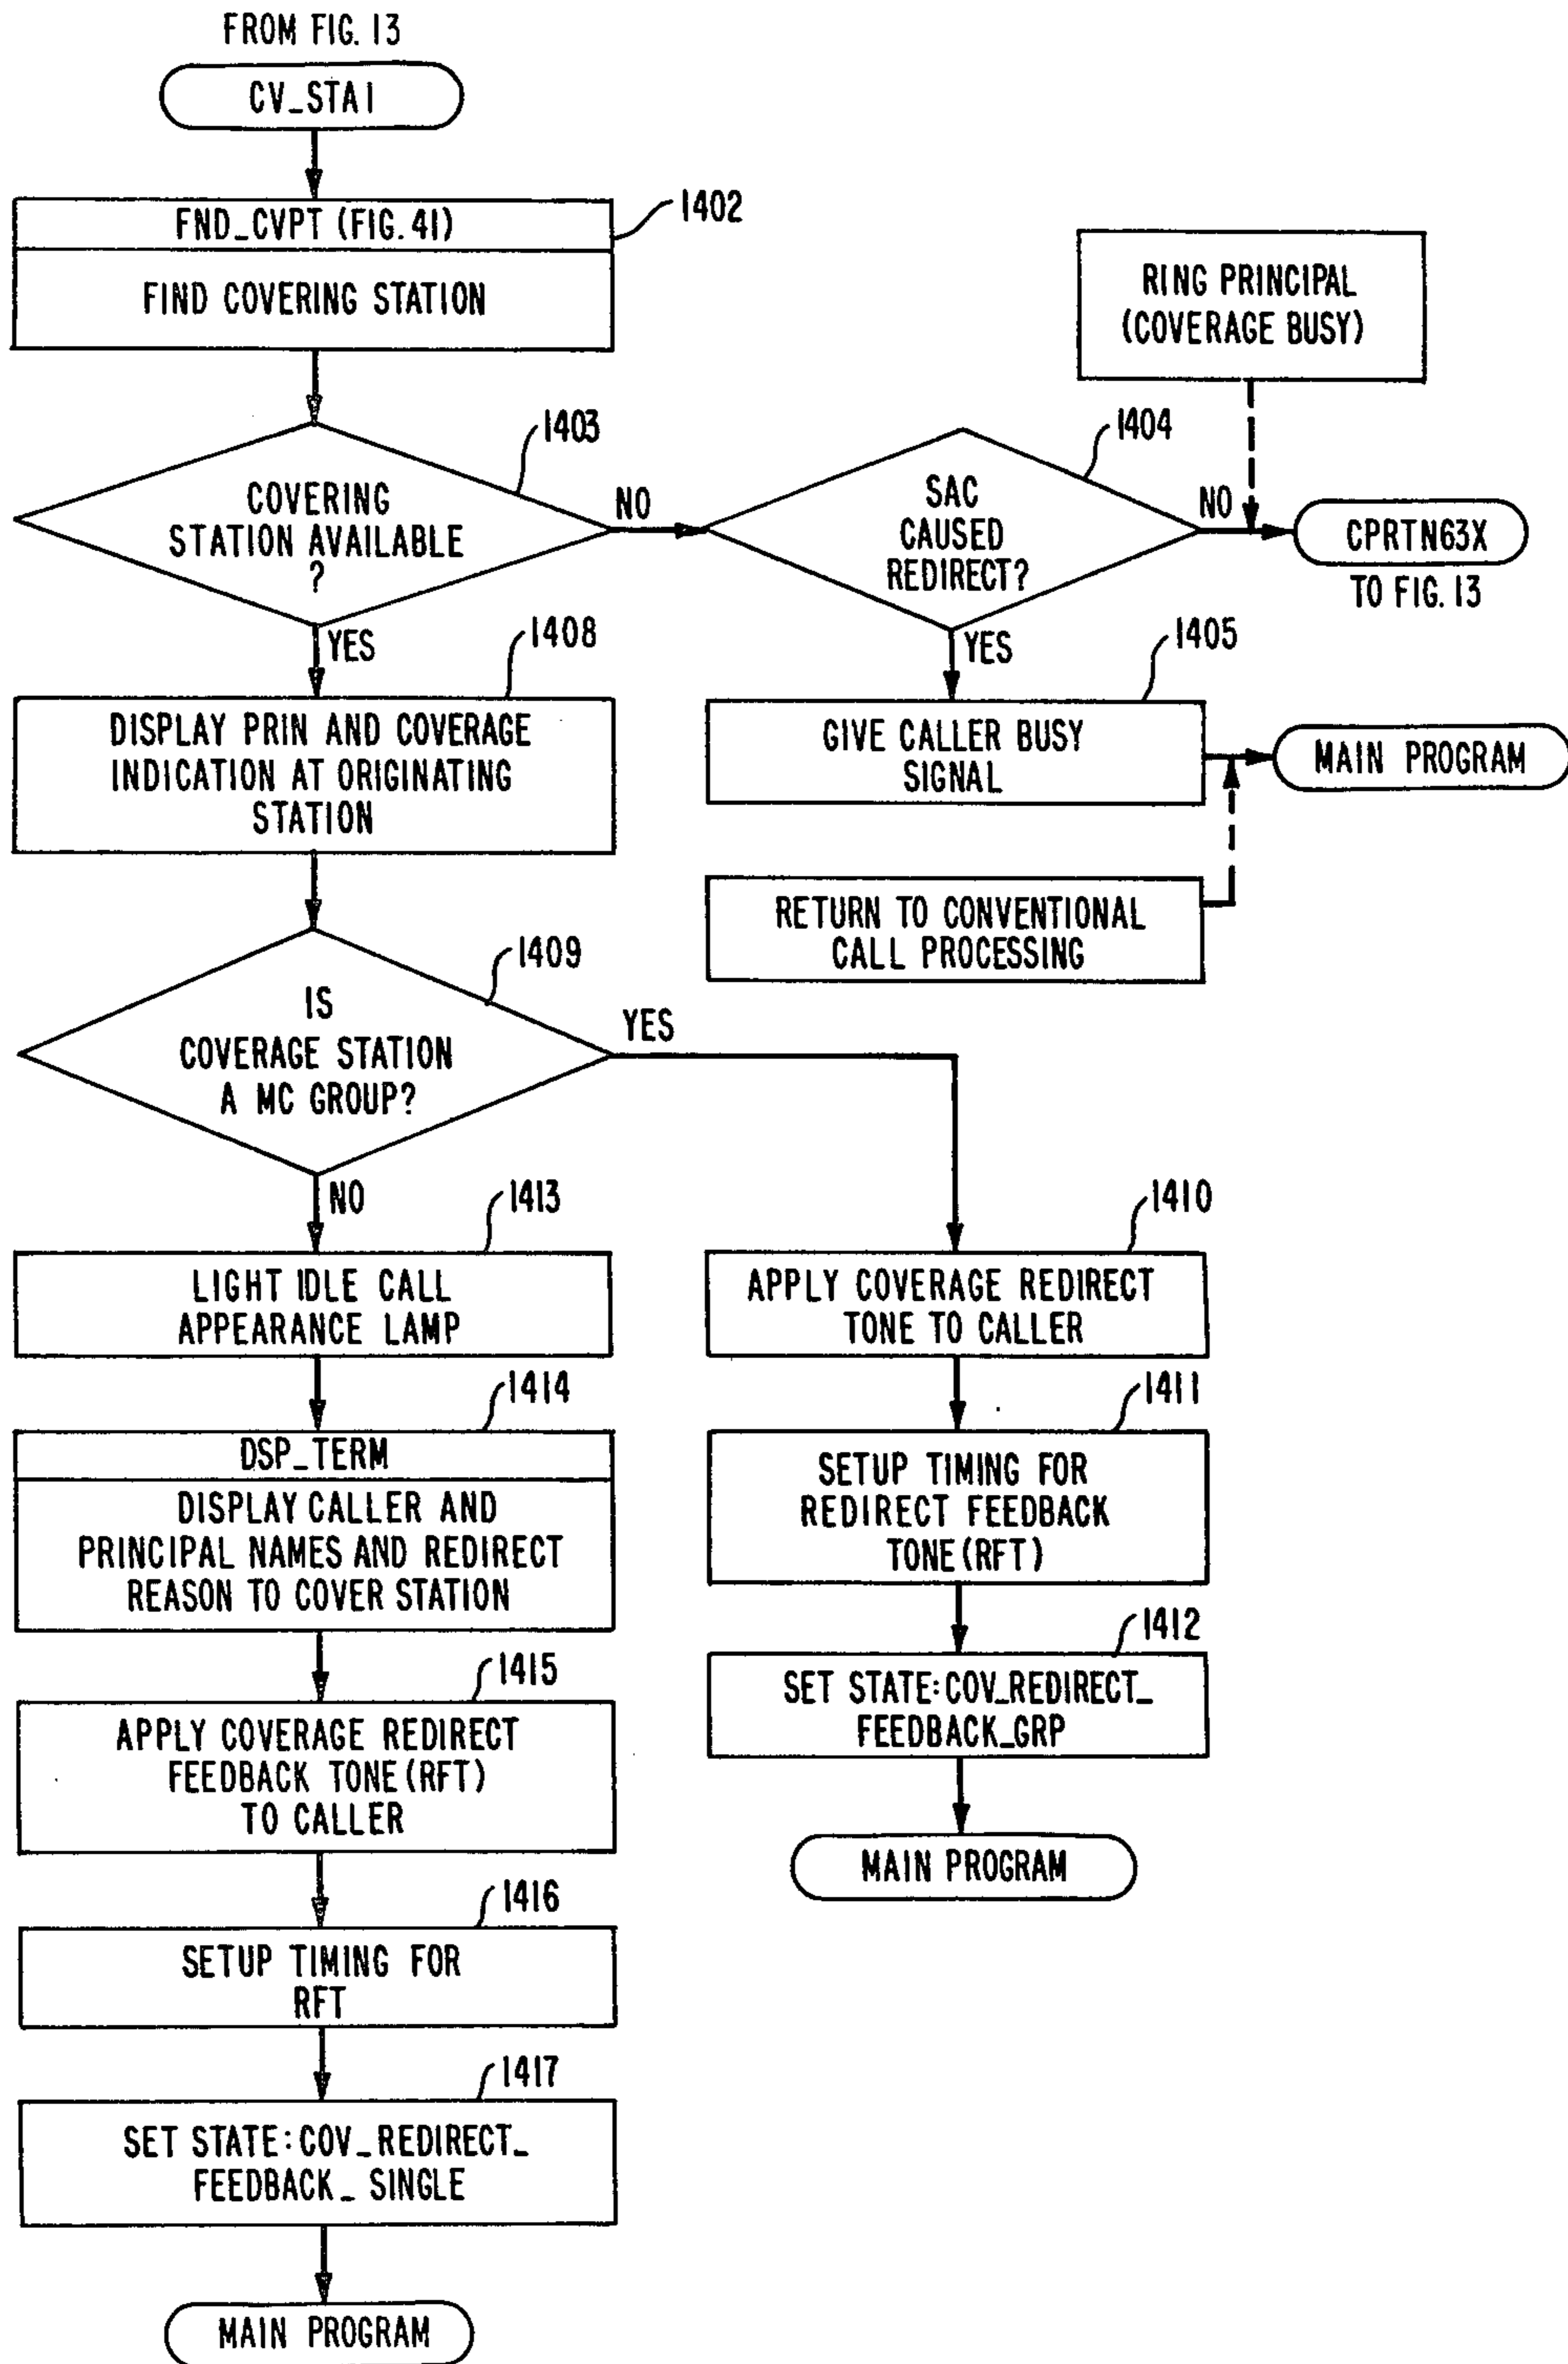 FROM FIG. 13
CV_STA1
FND_CVPT (FIG. 41)
1402
FIND COVERING STATION
RING PRINCIPAL
(COVERAGE BUSY)
1403
COVERING
STATION AVAILABLE
?
NO
1404
SAC
CAUSED
REDIRECT?
NO
CPRTN63X
TO FIG. 13
YES
1408
YES
1405
DISPLAY PRIN AND COVERAGE
INDICATION AT ORIGINATING
STATION
GIVE CALLER BUSY
SIGNAL
MAIN PROGRAM
RETURN TO CONVENTIONAL
CALL PROCESSING
1409
IS
COVERAGE STATION
A MC GROUP?
YES
NO
1413
1410
LIGHT IDLE CALL
APPEARANCE LAMP
APPLY COVERAGE REDIRECT
TONE TO CALLER
1414
1411
DSP_TERM
DISPLAY CALLER AND
PRINCIPAL NAMES AND REDIRECT
REASON TO COVER STATION
SETUP TIMING FOR
REDIRECT FEEDBACK
TONE (RFT)
1415
1412
APPLY COVERAGE REDIRECT
FEEDBACK TONE (RFT)
TO CALLER
SET STATE: COV_REDIRECT_
FEEDBACK_GRP
MAIN PROGRAM
1416
SETUP TIMING FOR
RFT
1417
SET STATE: COV_REDIRECT_
FEEDBACK_ SINGLE
MAIN PROGRAM